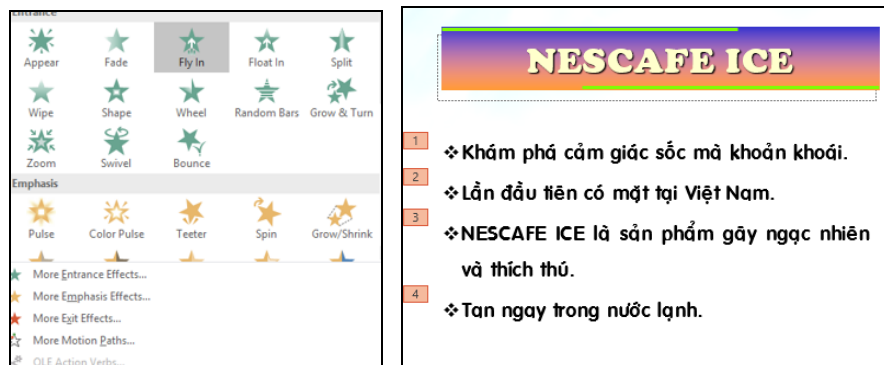 Entrance
Appear Fade Fly In Float In Split
Wipe Shape Wheel Random Bars Grow & Turn
Zoom Swivel Bounce
Emphasis
Pulse Color Pulse Teeter Spin Grow/Shrink
More Entrance Effects...
More Emphasis Effects...
More Exit Effects...
More Motion Paths...
OLE Action Verbs...
NESCAFE ICE
1
❖Khám phá cảm giác sốc mà khoản khoái.
2
❖Lần đầu tiên có mặt tại Việt Nam.
3
❖NESCAFE ICE là sản phẩm gây ngạc nhiên
và thích thú.
4
❖Tan ngay trong nước lạnh.